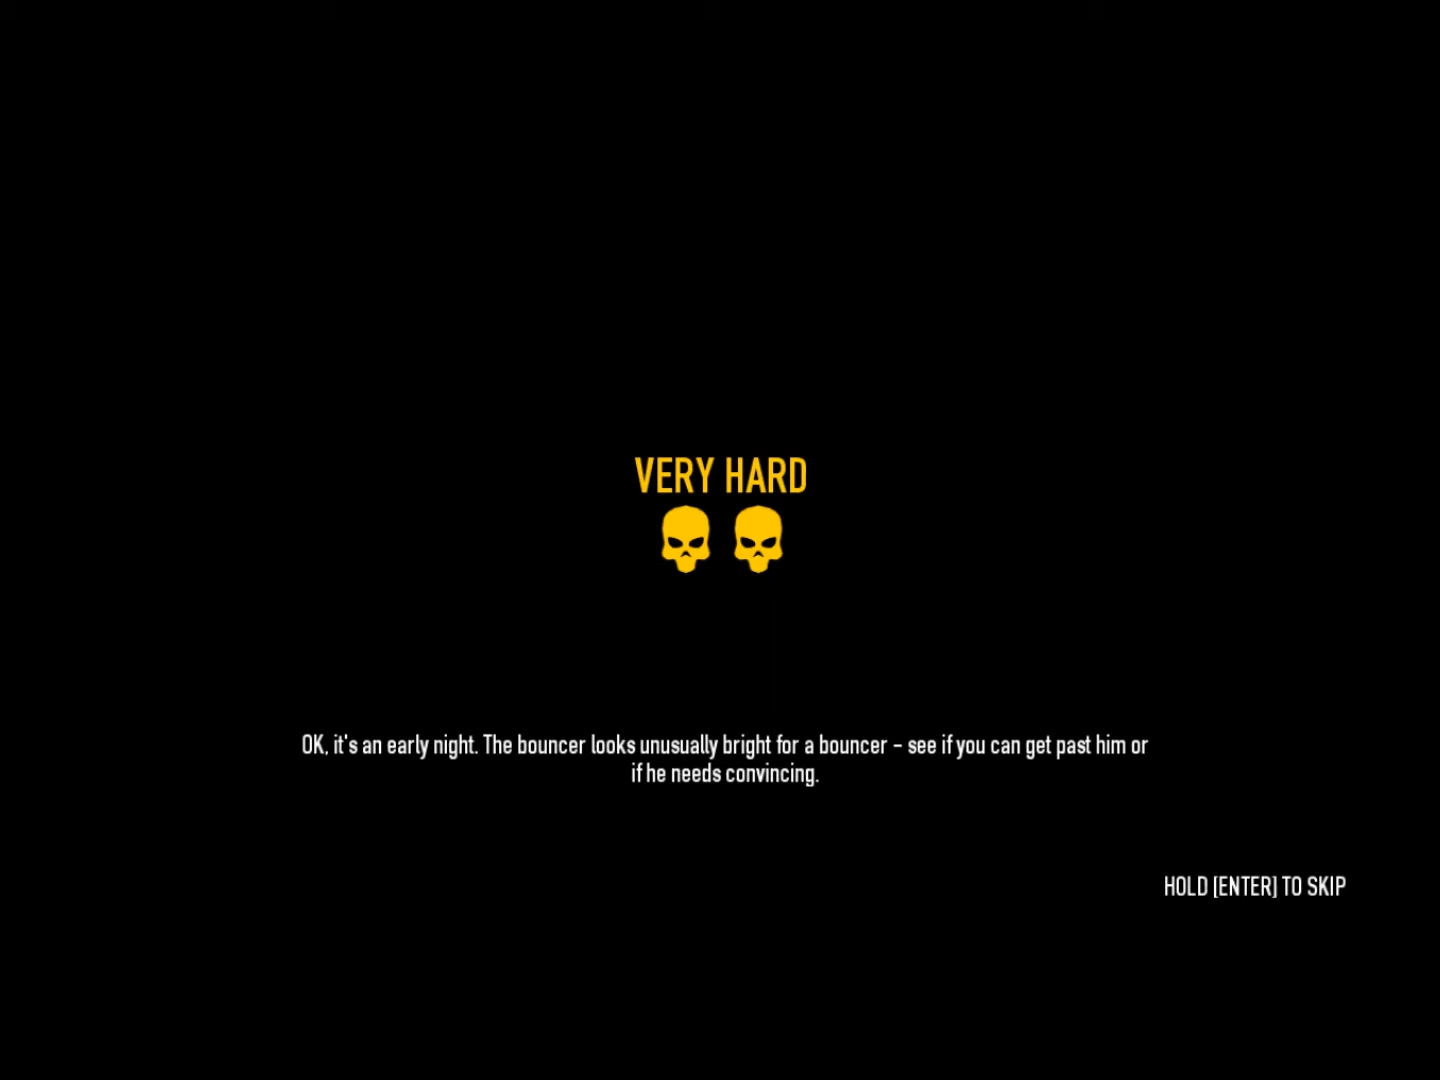 VERY HARD
OK, it's an early night. The bouncer looks unusually bright for a bouncer - see if you can get past him or
if he needs convincing.
HOLD [ENTER] TO SKIP